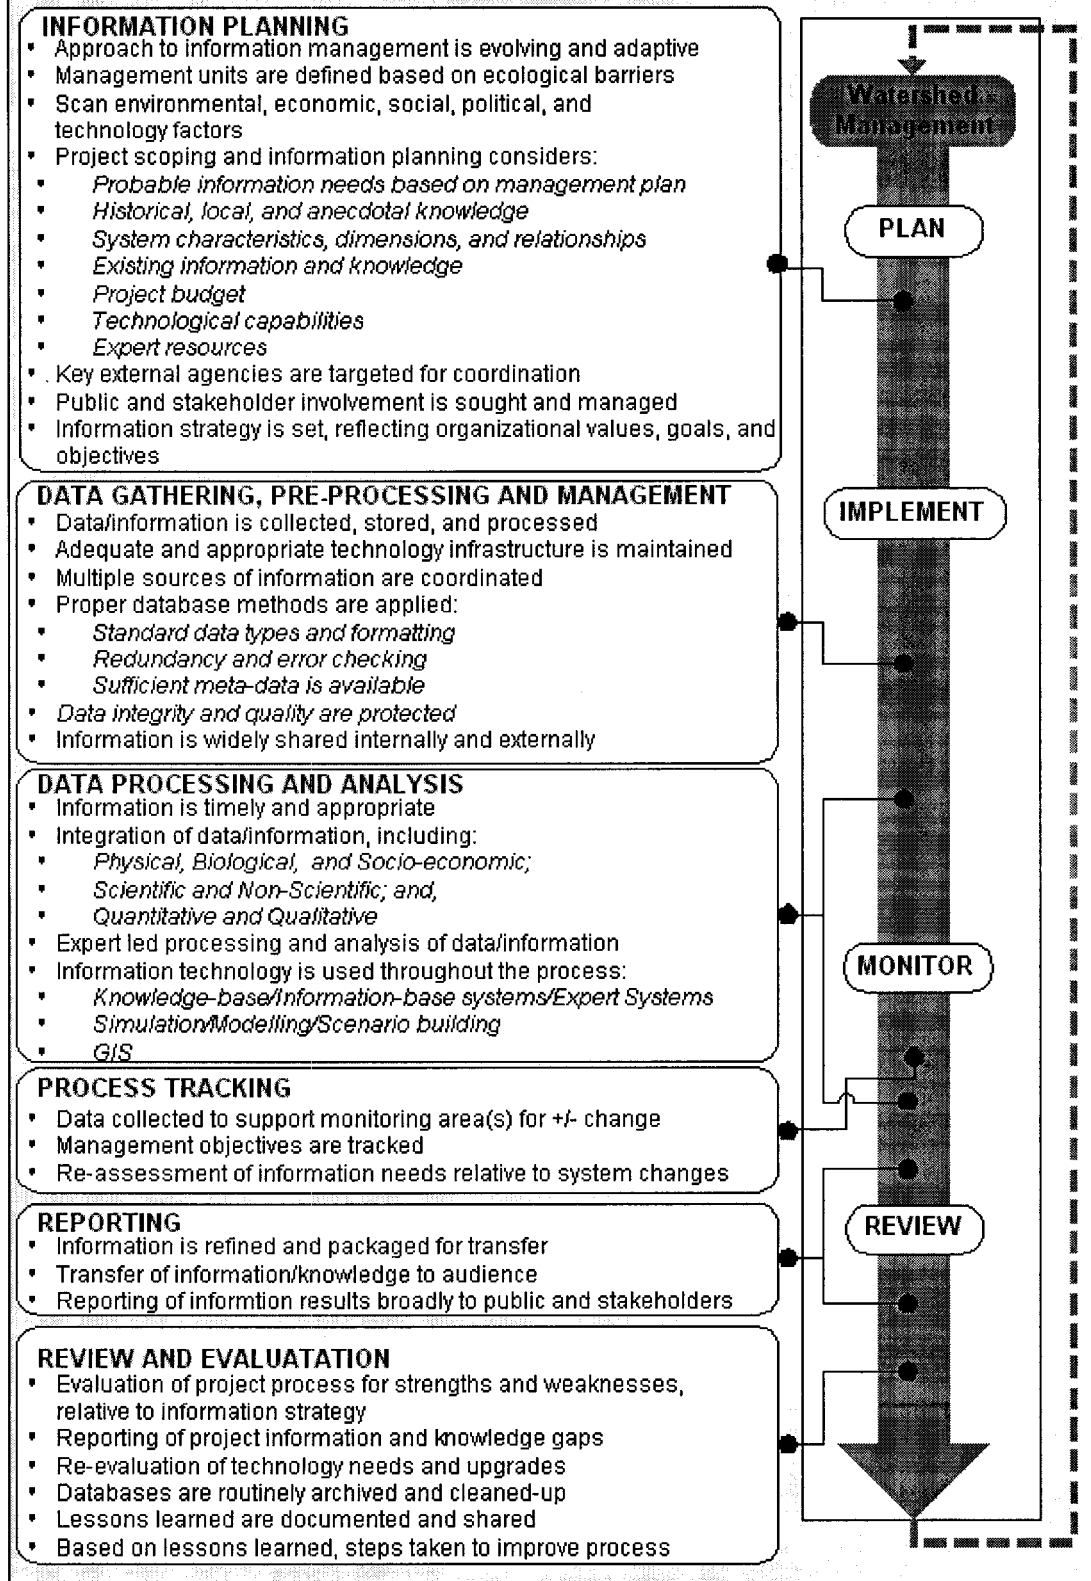 INFORMATION PLANNING
• Approach to information management is evolving and adaptive
• Management units are defined based on ecological barriers
• Scan environmental, economic, social, political, and
technology factors
• Project scoping and information planning considers:
• Probable information needs based on management plan
• Historical, local, and anecdotal knowledge
• System characteristics, dimensions, and relationships
• Existing information and knowledge
• Project budget
• Technological capabilities
• Expert resources
• Key external agencies are targeted for coordination
• Public and stakeholder involvement is sought and managed
• Information strategy is set, reflecting organizational values, goals, and
objectives
DATA GATHERING, PRE-PROCESSING AND MANAGEMENT
• Data/information is collected, stored, and processed
• Adequate and appropriate technology infrastructure is maintained
• Multiple sources of information are coordinated
• Proper database methods are applied:
• Standard data types and formatting
• Redundancy and error checking
• Sufficient meta-data is available
• Data integrity and quality are protected
• Information is widely shared internally and externally
DATA PROCESSING AND ANALYSIS
• Information is timely and appropriate
• Integration of data/information, including:
• Physical, Biological, and Socio-economic;
• Scientific and Non-Scientific; and,
• Quantitative and Qualitative
• Expert led processing and analysis of data/information
• Information technology is used throughout the process:
• Knowledge-base/Information-base systems/Expert Systems
• Simulation/Modelling/Scenario building
• GIS
PROCESS TRACKING
• Data collected to support monitoring area(s) for +/- change
• Management objectives are tracked
• Re-assessment of information needs relative to system changes
REPORTING
• Information is refined and packaged for transfer
• Transfer of information/knowledge to audience
• Reporting of informtion results broadly to public and stakeholders
REVIEW AND EVALUATATION
• Evaluation of project process for strengths and weaknesses,
relative to information strategy
• Reporting of project information and knowledge gaps
• Re-evaluation of technology needs and upgrades
• Databases are routinely archived and cleaned-up
• Lessons learned are documented and shared
• Based on lessons learned, steps taken to improve process
Watershed
Management
PLAN
IMPLEMENT
MONITOR
REVIEW